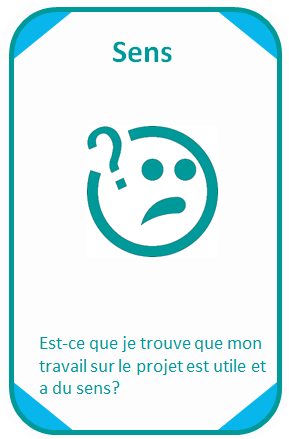 Sens
?
Est-ce que je trouve que mon
travail sur le projet est utile et
a du sens?